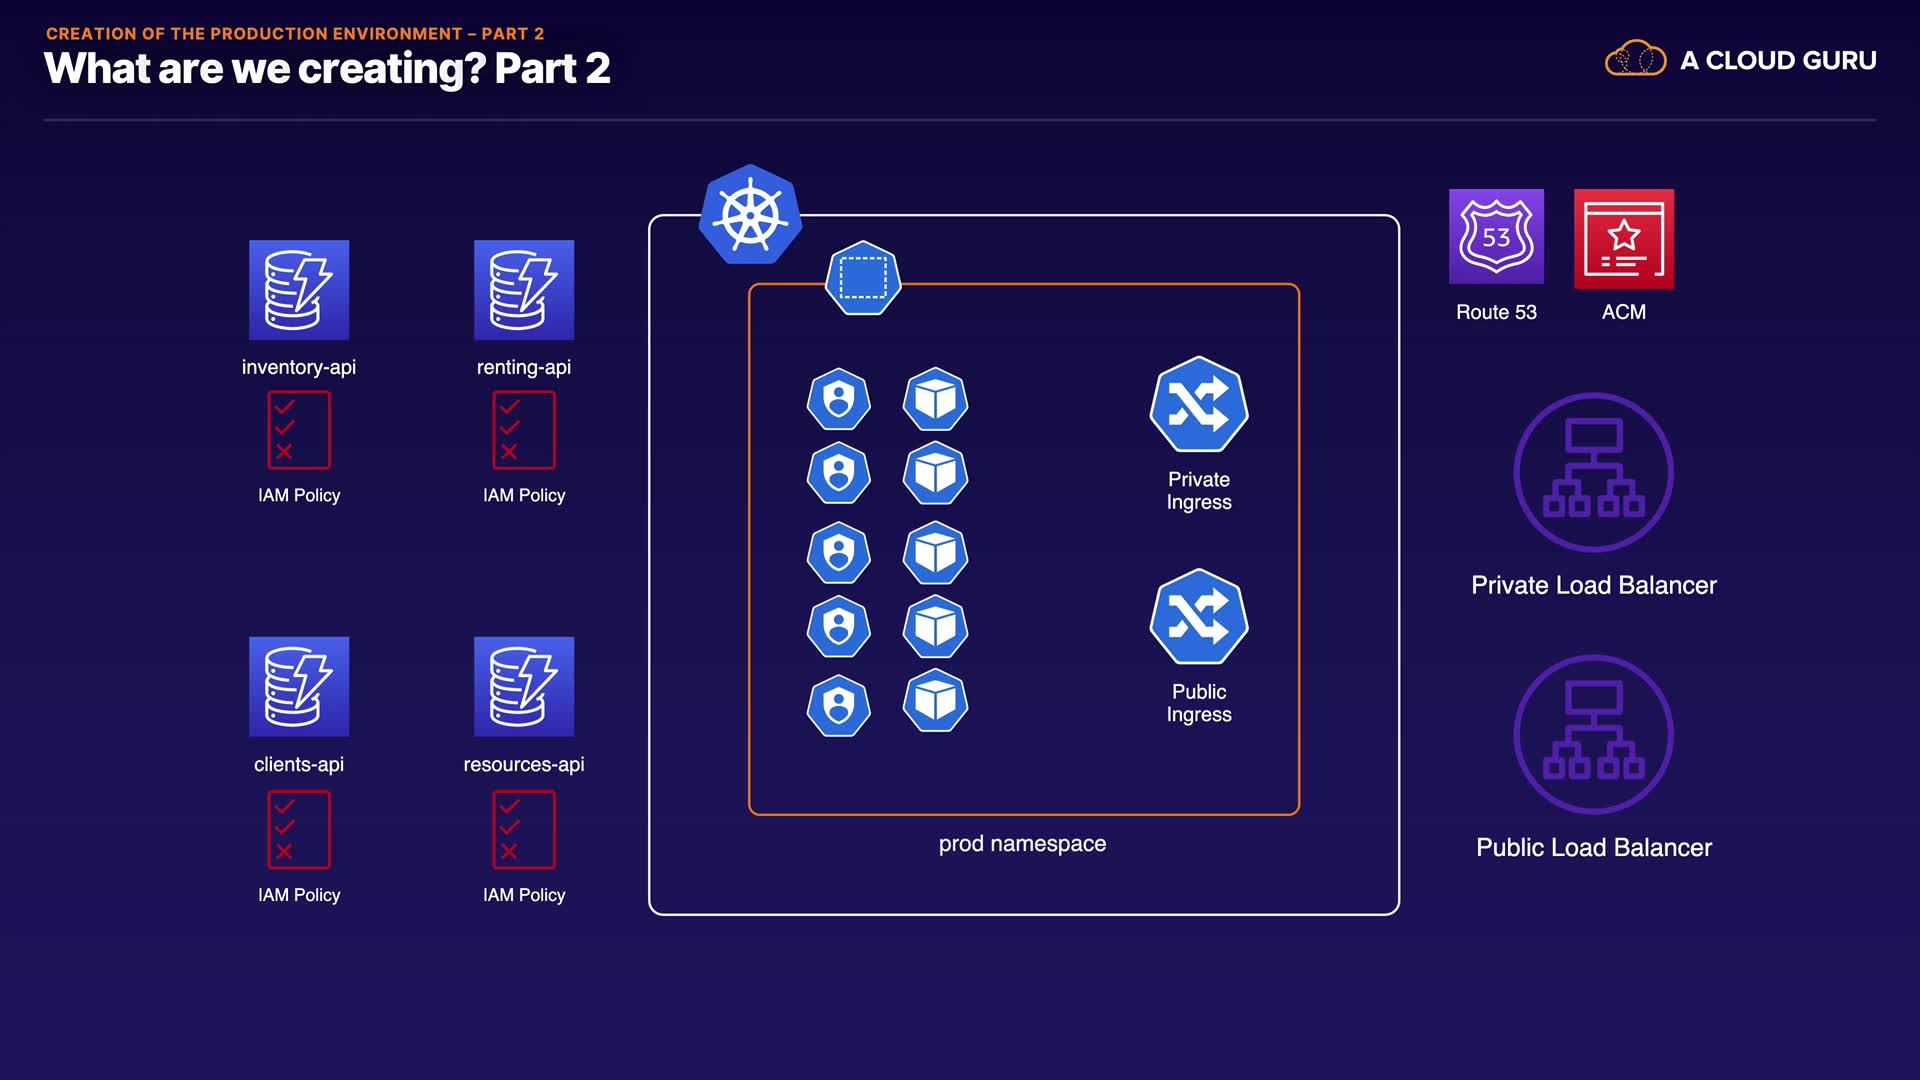 CREATION OF THE PRODUCTION ENVIRONMENT – PART 2
What are we creating? Part 2
A CLOUD GURU
inventory-api
IAM Policy
renting-api
IAM Policy
clients-api
IAM Policy
resources-api
IAM Policy
Private
Ingress
Public
Ingress
prod namespace
53
Route 53
ACM
Private Load Balancer
Public Load Balancer